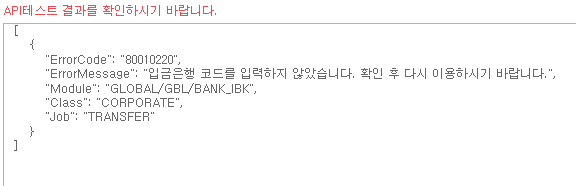 API테스트 결과를 확인하시기 바랍니다.
[
{
"ErrorCode": "80010220",
"ErrorMessage": "입금은행 코드를 입력하지 않았습니다. 확인 후 다시 이용하시기 바랍니다.",
"Module": "GLOBAL/GBL/BANK_IBK",
"Class": "CORPORATE",
"Job": "TRANSFER"
}
]